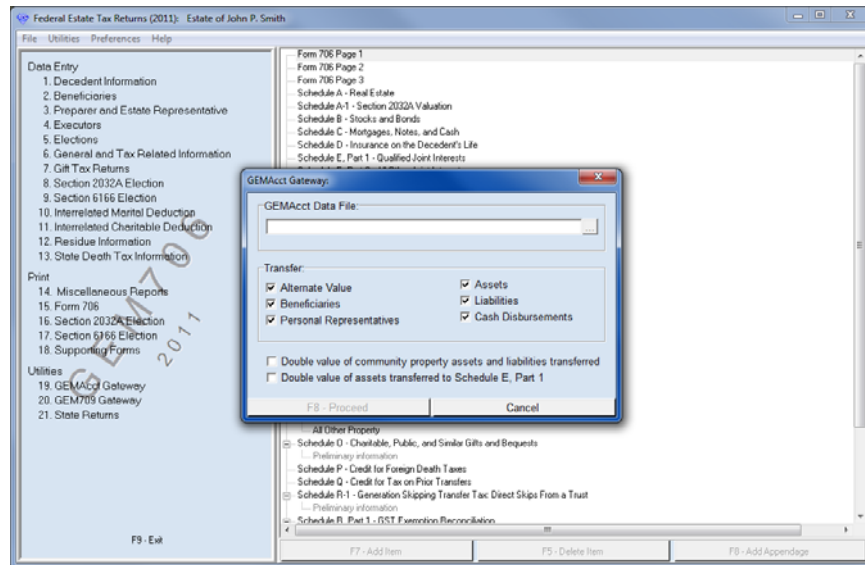 Federal Estate Tax Returns (2011): Estate of John P. Smith
File Utilities Preferences Help
Data Entry
1. Decedent Information
2. Beneficiaries
3. Preparer and Estate Representative
4. Executors
5. Elections
6. General and Tax Related Information
7. Gift Tax Returns
8. Section 2032A Election
9. Section 6166 Election
10. Interrelated Marital Deduction
11. Interrelated Charitable Deduction
12. Residue Information
13. State Death Tax Information
Print
14. Miscellaneous Reports
15. Form 706
16. Section 2032A Election
17. Section 6166 Election
18. Supporting Forms
Utilities
19. GEMAcct Gateway
20. GEM709 Gateway
21. State Returns
GEM706
2011
F9 - Exit
Form 706 Page 1
Form 706 Page 2
Form 706 Page 3
Schedule A - Real Estate
Schedule A-1 - Section 2032A Valuation
Schedule B - Stocks and Bonds
Schedule C - Mortgages, Notes, and Cash
Schedule D - Insurance on the Decedent's Life
Schedule E, Part 1 - Qualified Joint Interests
GEMAcct Gateway:
GEMAcct Data File:
...
Transfer:
Alternate Value
Beneficiaries
Personal Representatives
Assets
Liabilities
Cash Disbursements
Double value of community property assets and liabilities transferred
Double value of assets transferred to Schedule E, Part 1
F8 - Proceed
Cancel
All Other Property
Schedule O - Charitable, Public, and Similar Gifts and Bequests
Preliminary information
Schedule P - Credit for Foreign Death Taxes
Schedule Q - Credit for Tax on Prior Transfers
Schedule R-1 - Generation Skipping Transfer Tax: Direct Skips From a Trust
Preliminary information
Schedule R, Part 1 - GST Exemption Reconciliation
F7 - Add Item
F5 - Delete Item
F8 - Add Appendage